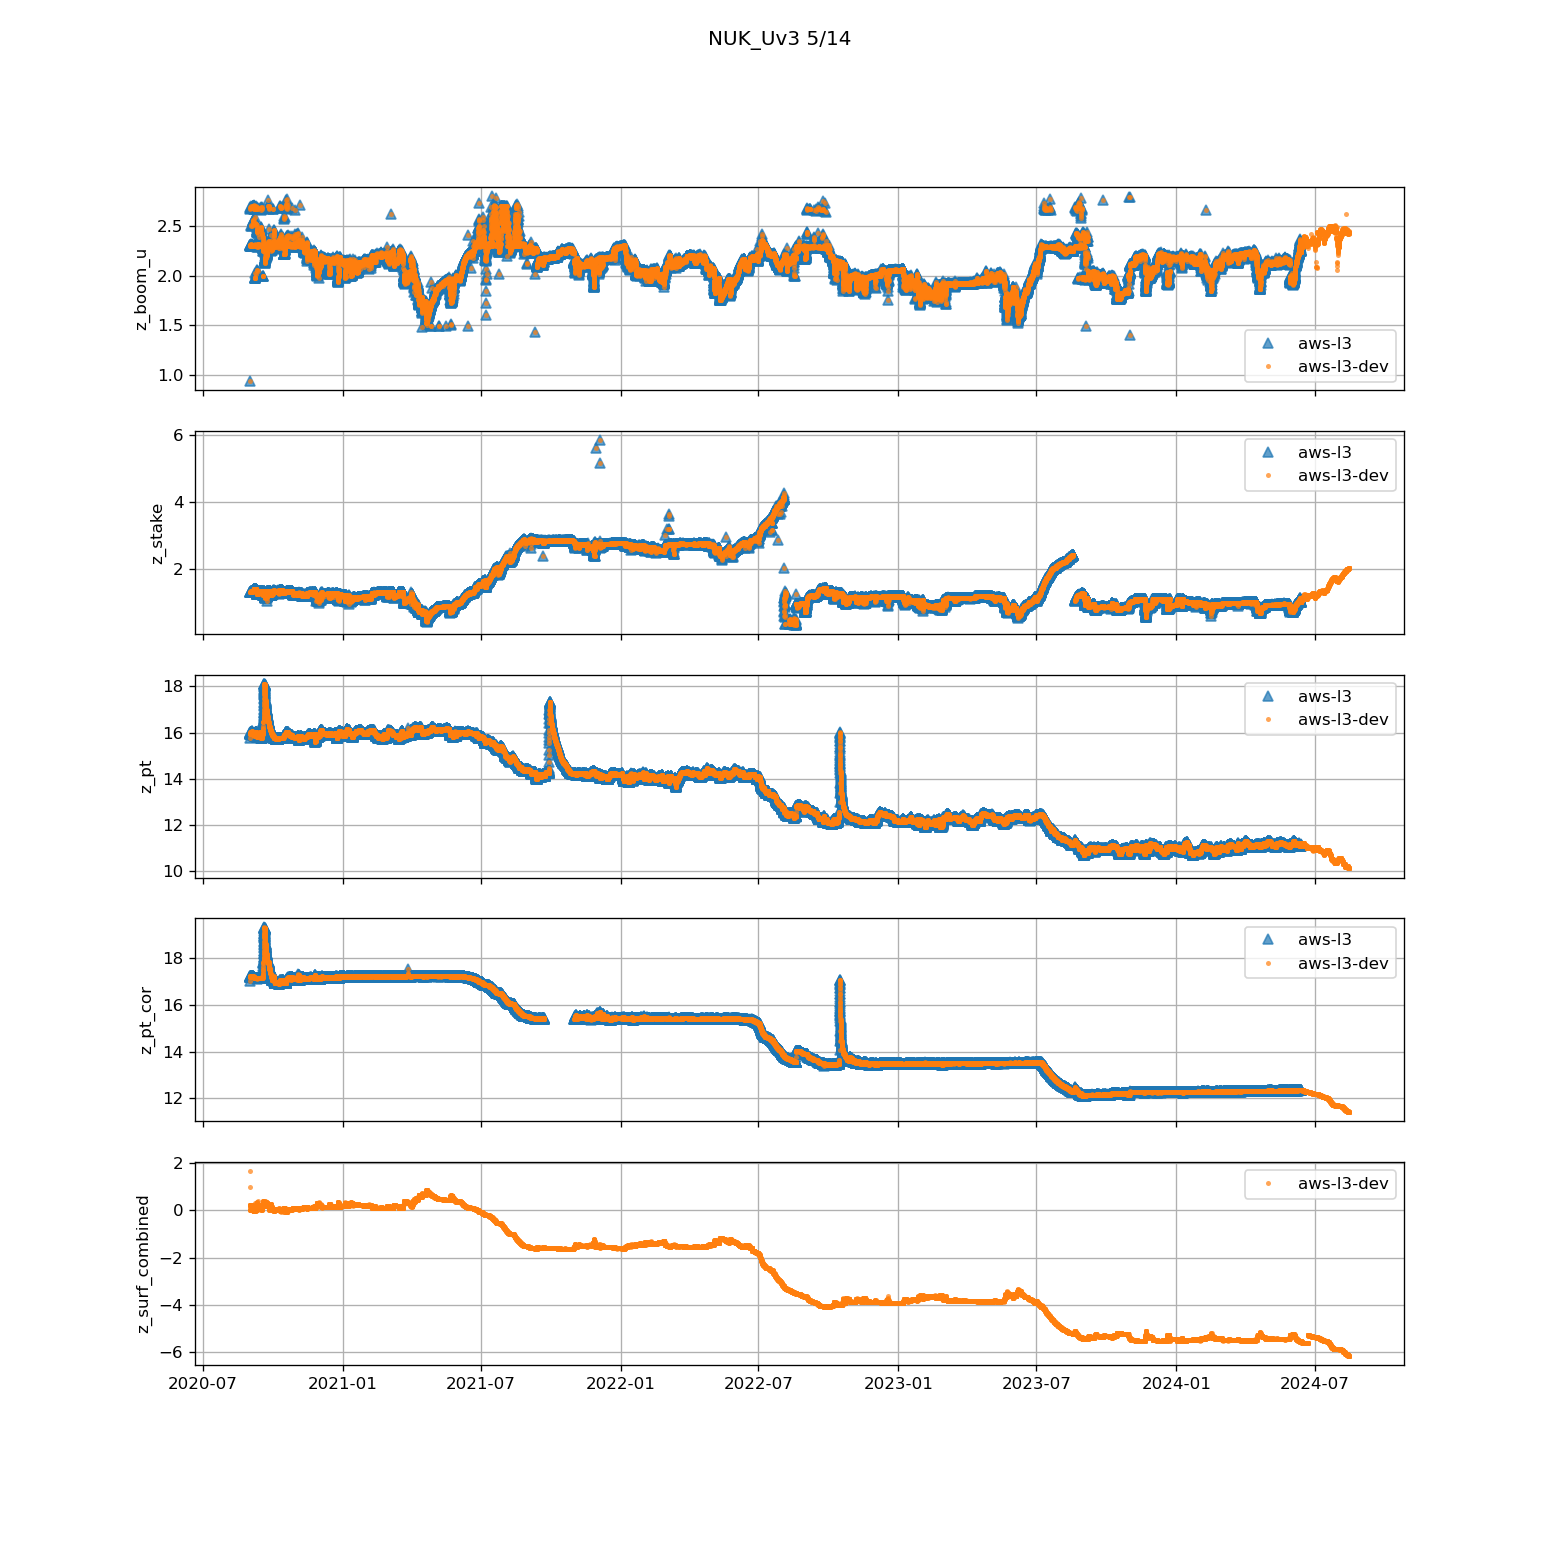 NUK_Uv3 5/14
z_boom_u
2.5
2.0
1.5
1.0
aws-l3
aws-l3-dev
z_stake
6
4
2
aws-l3
aws-l3-dev
z_pt
18
16
14
12
10
aws-l3
aws-l3-dev
z_pt_cor
18
16
14
12
aws-l3
aws-l3-dev
z_surf_combined
2
0
−2
−4
−6
aws-l3-dev
2020-07 2021-01 2021-07 2022-01 2022-07 2023-01 2023-07 2024-01 2024-07